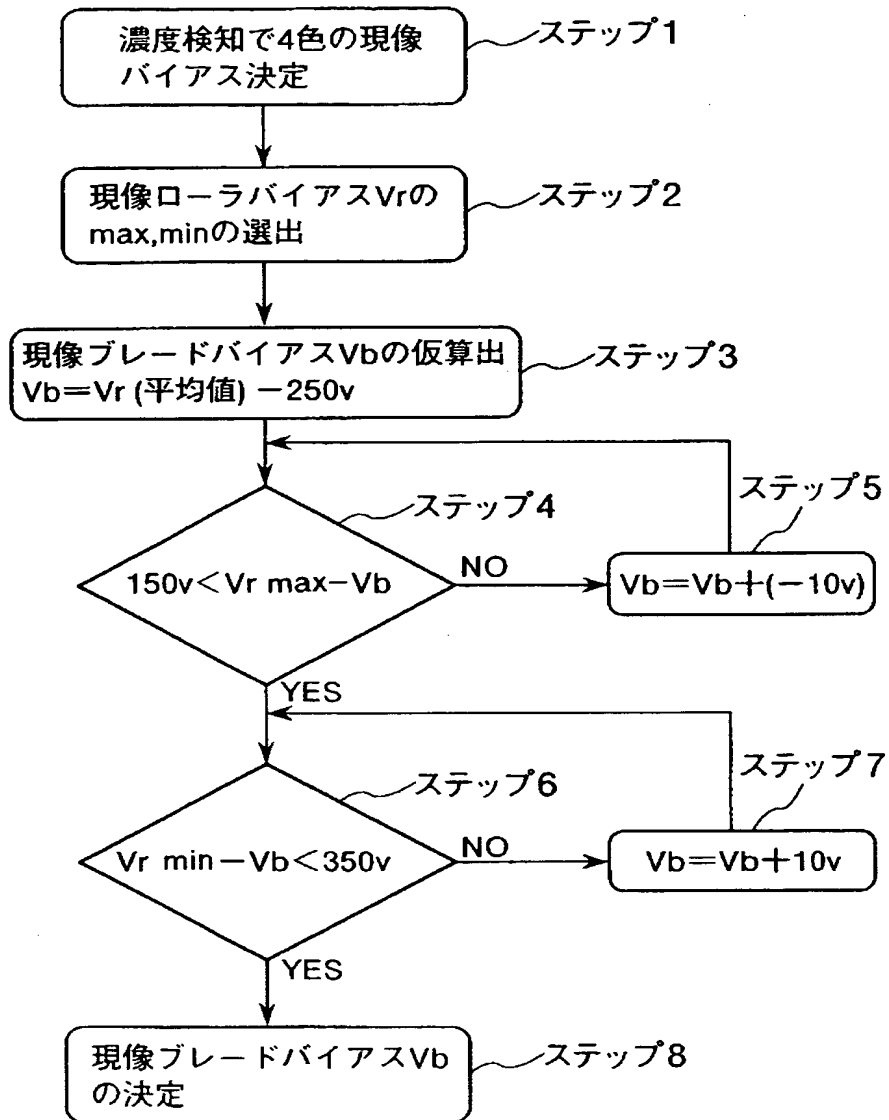 濃度検知で4色の現像
バイアス決定
ステップ1
現像ローラバイアスVrの
max,minの選出
ステップ2
現像ブレードバイアスVbの仮算出
Vb=Vr(平均値)-250v
ステップ3
ステップ4
150v<Vr max-Vb
NO
ステップ5
Vb=Vb+(-10v)
YES
ステップ6
Vr min-Vb<350v
NO
ステップ7
Vb=Vb+10v
YES
現像ブレードバイアスVb
の決定
ステップ8